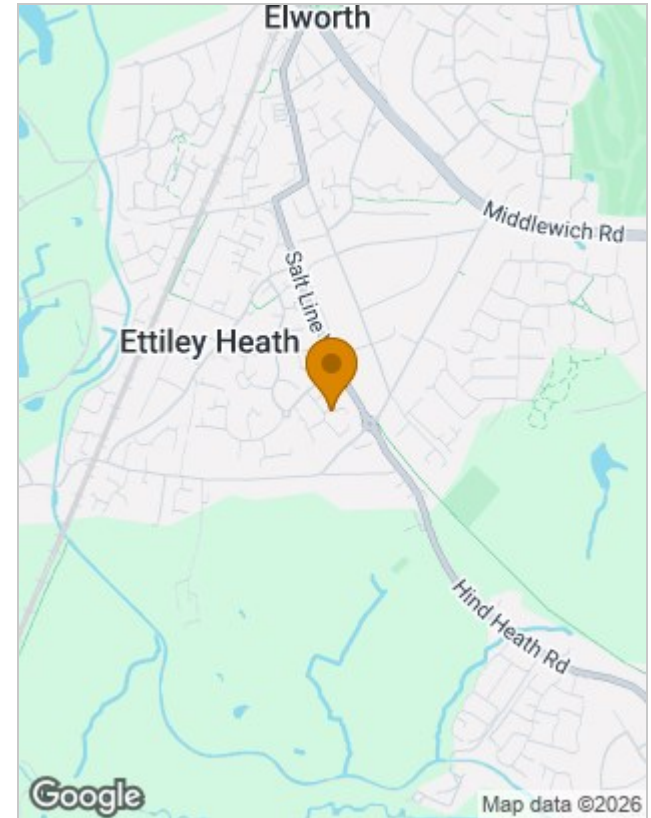 Elworth
Middlewich Rd
Salt Line
Ettiley Heath
Hind Heath Rd
Google
Map data ©2026